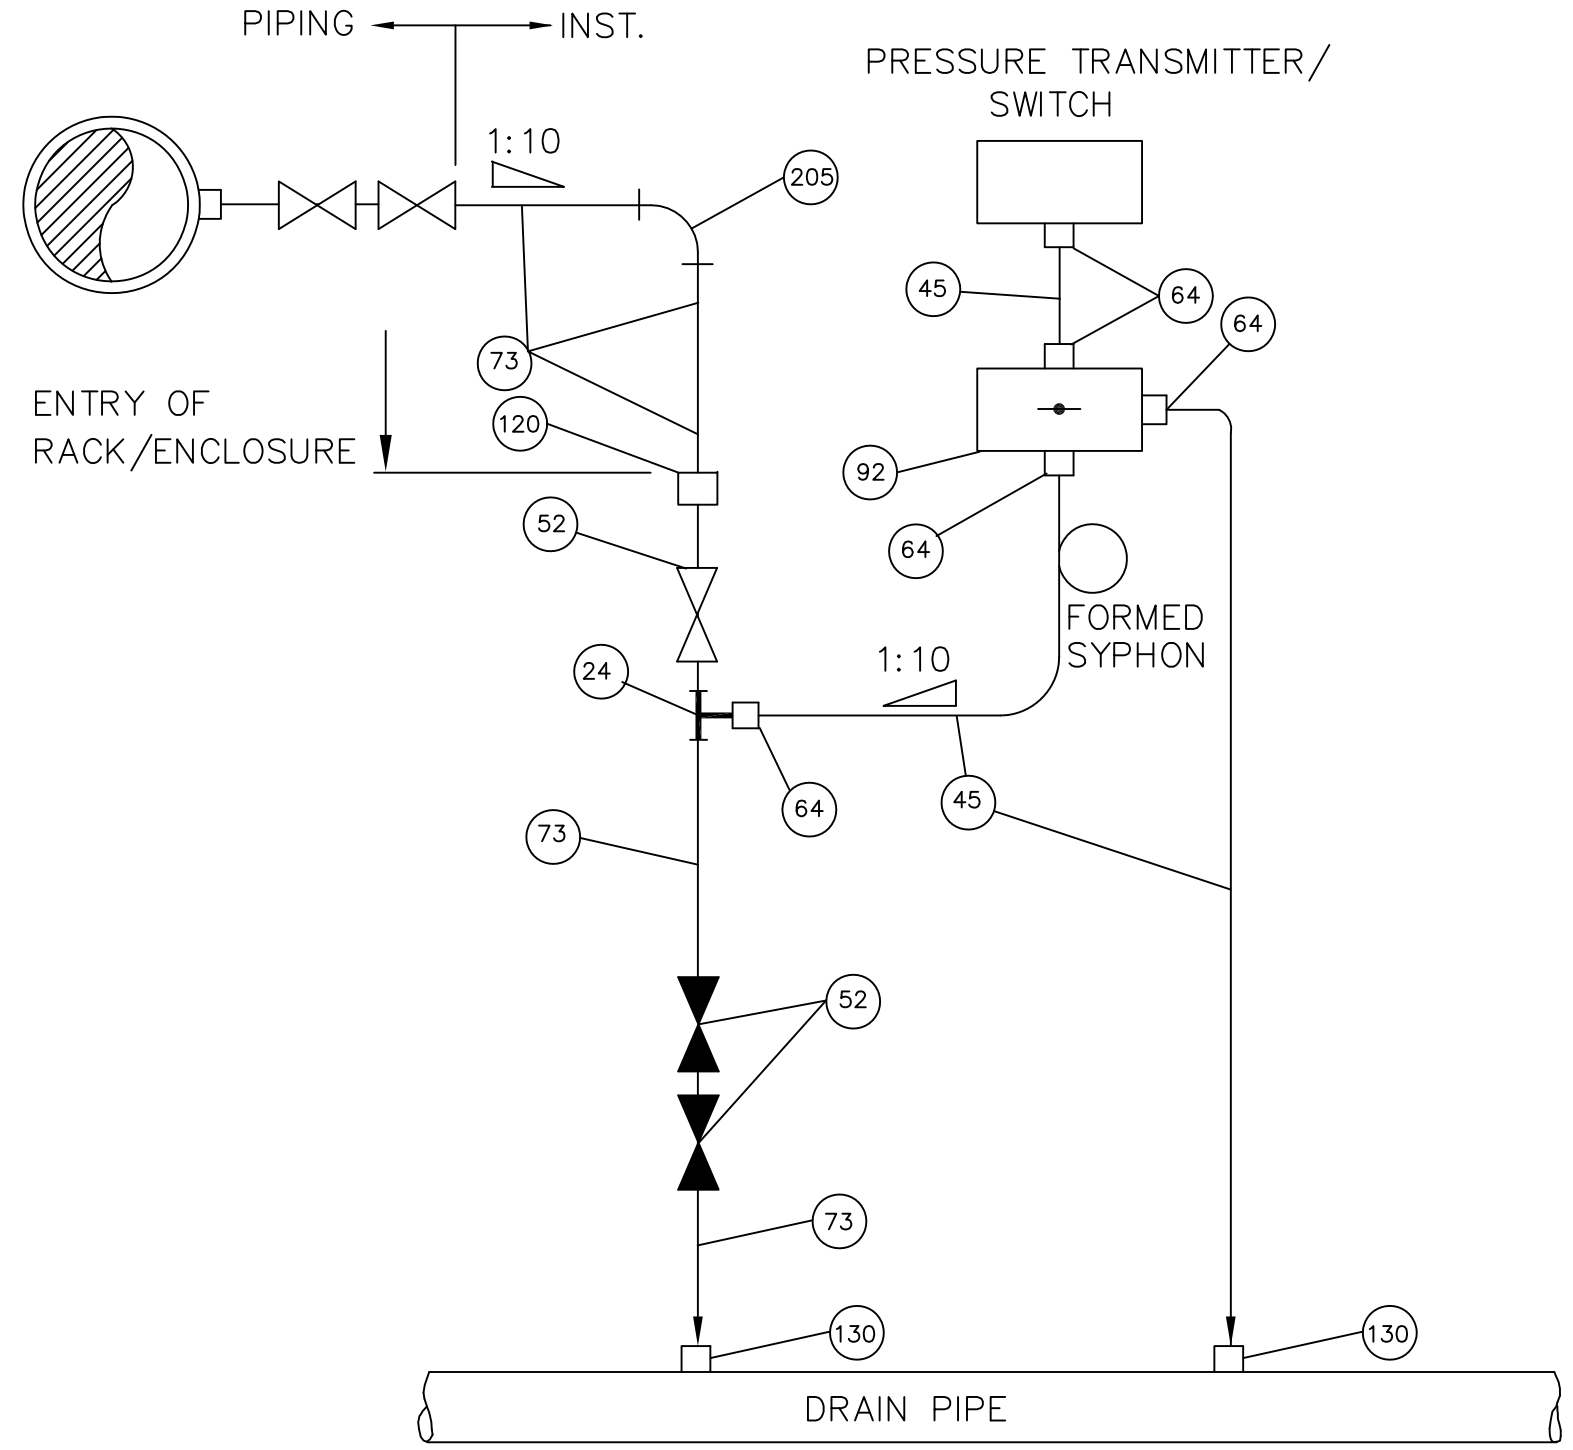 PIPING INST.
PRESSURE TRANSMITTER/
SWITCH
1:10
205
45
64
64
73
ENTRY OF
RACK/ENCLOSURE
120
92
52
64
FORMED
SYPHON
1:10
24
64
45
73
52
73
130
130
DRAIN PIPE